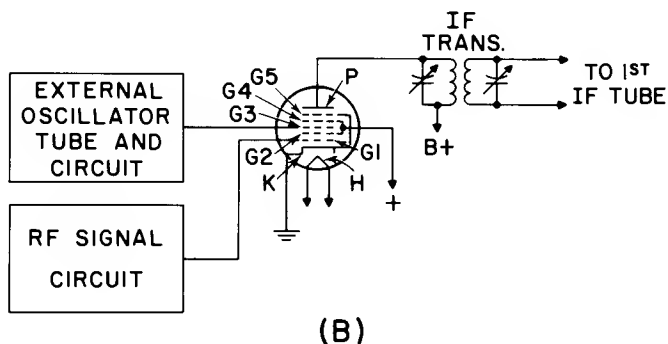 IF
TRANS.
TO 1ST
IF TUBE
B+
EXTERNAL
OSCILLATOR
TUBE AND
CIRCUIT
G5
G4
G3
G2
P
G1
K
H
+
RF SIGNAL
CIRCUIT
(B)